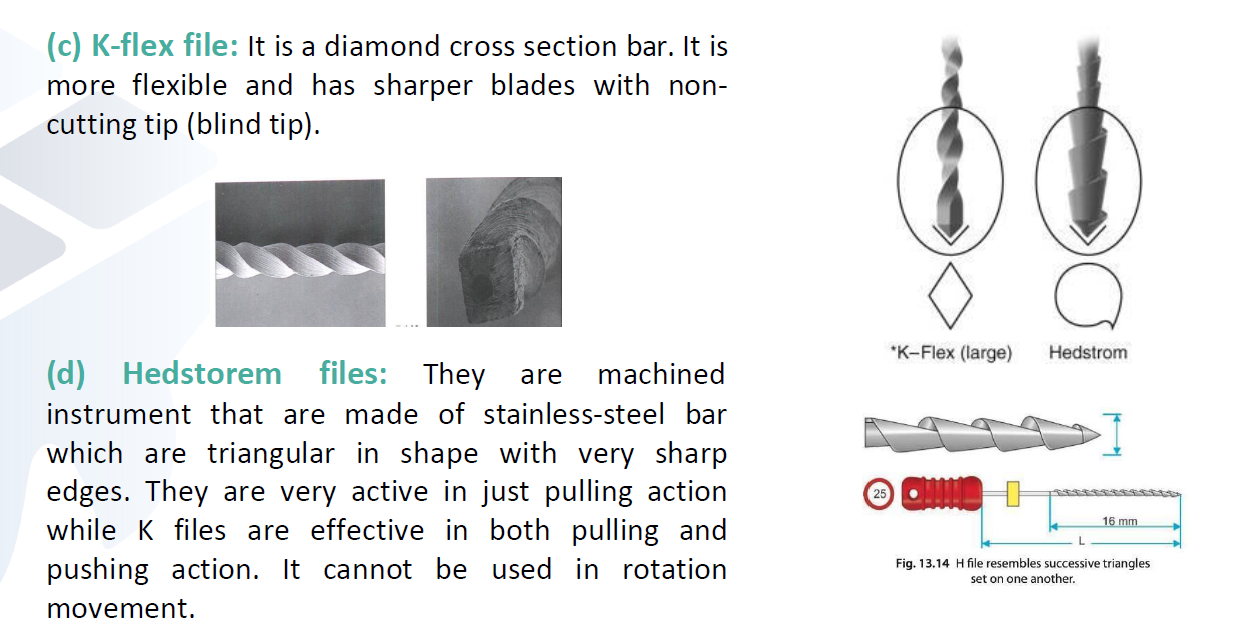 (c) K-flex file: It is a diamond cross section bar. It is
more flexible and has sharper blades with non-
cutting tip (blind tip).
*K–Flex (large)
Hedstrom
(d) Hedstorem files: They are machined
instrument that are made of stainless-steel bar
which are triangular in shape with very sharp
edges. They are very active in just pulling action
while K files are effective in both pulling and
pushing action. It cannot be used in rotation
movement.
25
16 mm
L
Fig. 13.14 H file resembles successive triangles
set on one another.